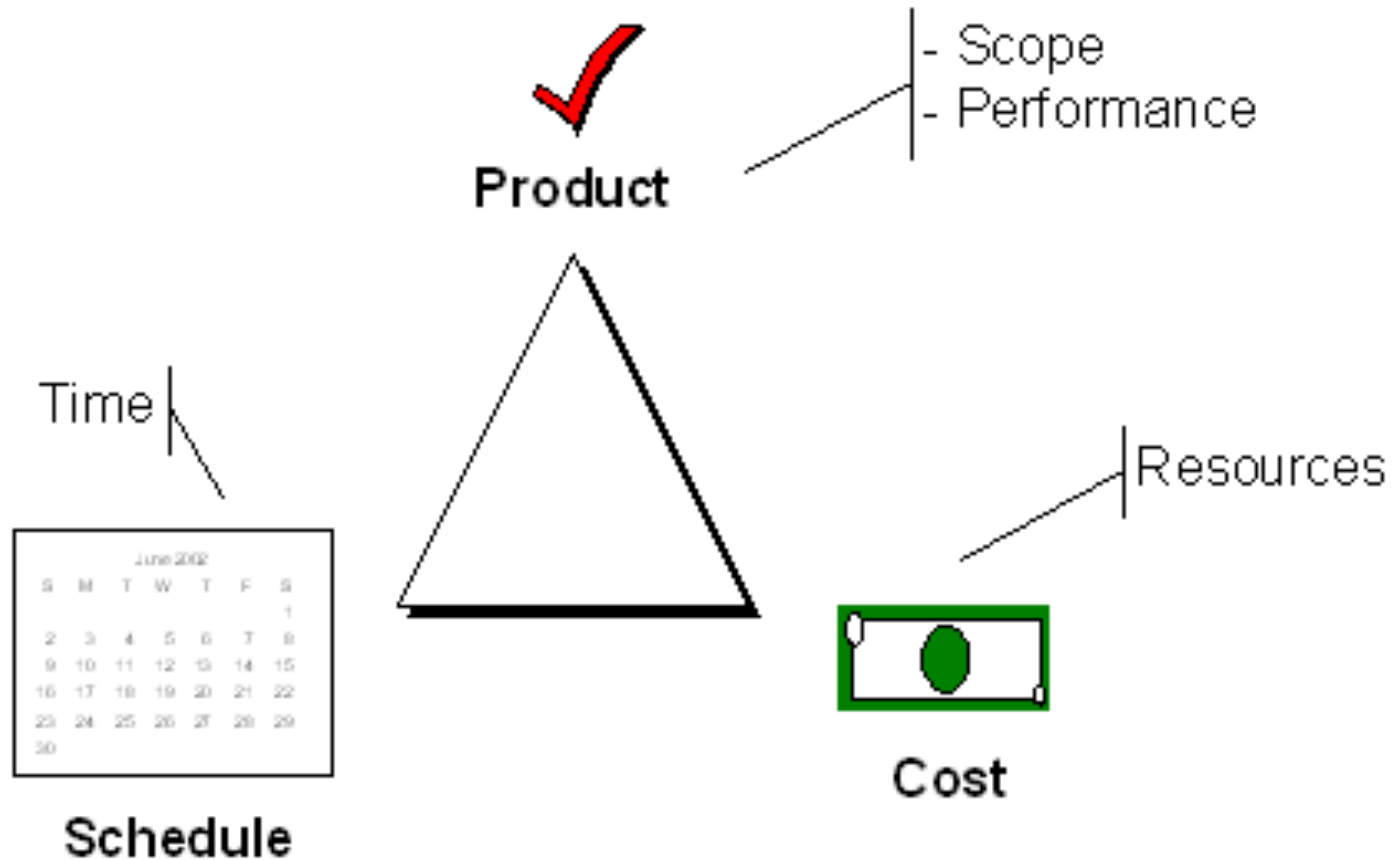 - Scope
- Performance
Product
Time
Resources
June 2002
S M T W T F S
1
2 3 4 5 6 7 8
9 10 11 12 13 14 15
16 17 18 19 20 21 22
23 24 25 26 27 28 29
30
Cost
Schedule